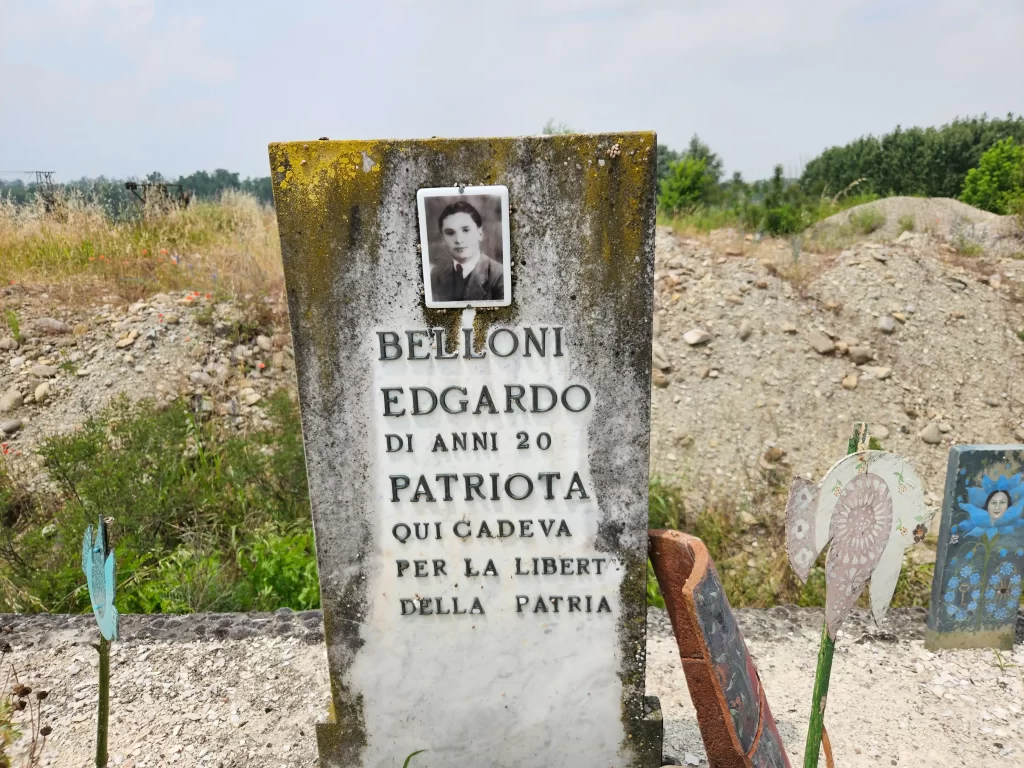 BELLONI
EDGARDO
DI ANNI 20
PATRIOTA
QUI CADEVA
PER LA LIBERT
DELLA PATRIA